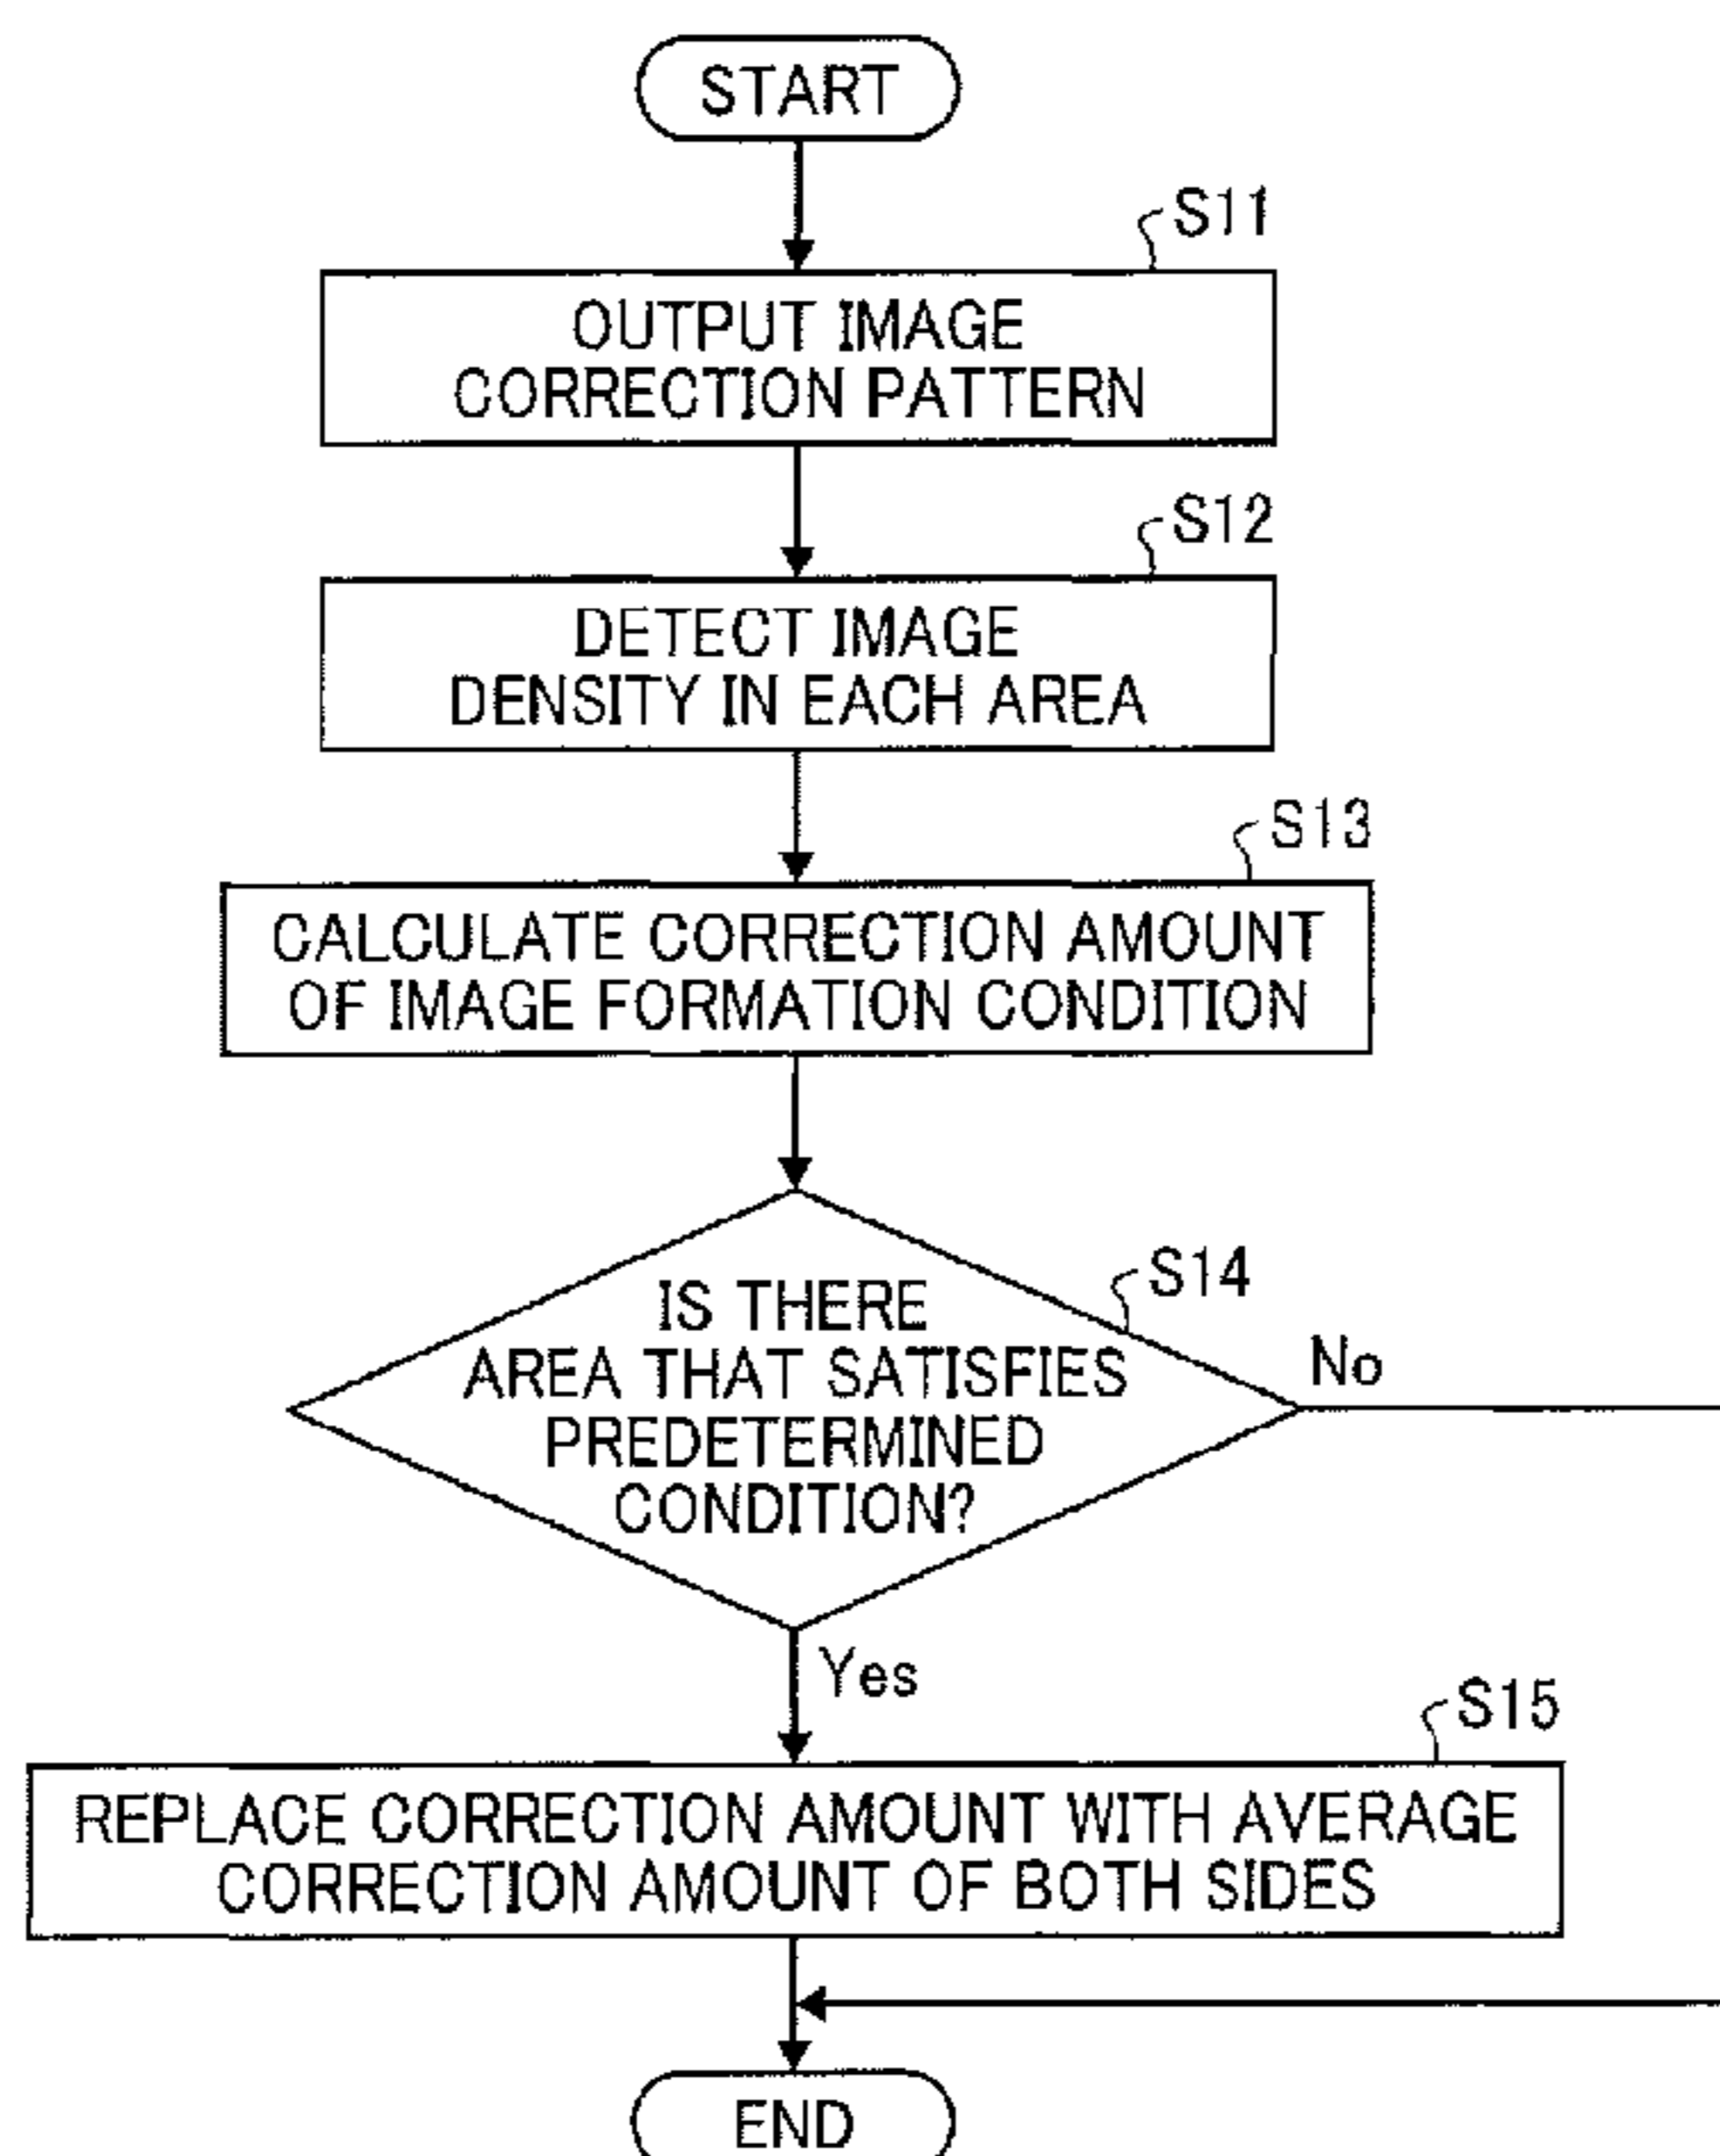 START
S11
OUTPUT IMAGE
CORRECTION PATTERN
S12
DETECT IMAGE
DENSITY IN EACH AREA
S13
CALCULATE CORRECTION AMOUNT
OF IMAGE FORMATION CONDITION
S14
IS THERE
AREA THAT SATISFIES
PREDETERMINED
CONDITION?
No
Yes
S15
REPLACE CORRECTION AMOUNT WITH AVERAGE
CORRECTION AMOUNT OF BOTH SIDES
END